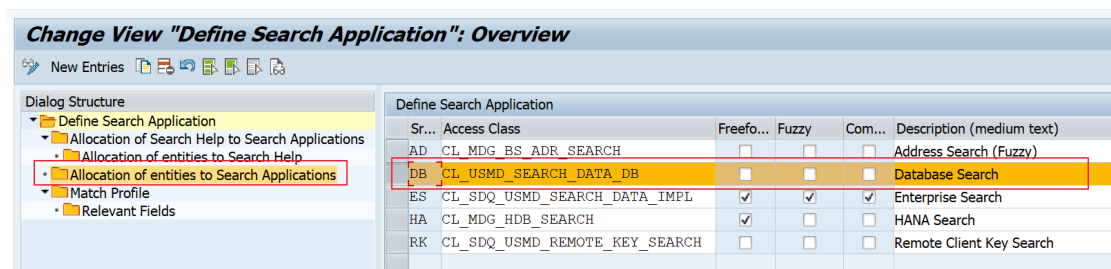 Change View "Define Search Application": Overview
New Entries
Dialog Structure
Define Search Application
Allocation of Search Help to Search Applications
Allocation of entities to Search Help
Allocation of entities to Search Applications
Match Profile
Relevant Fields
Define Search Application
Sr... Access Class Freefo... Fuzzy Com... Description (medium text)
AD CL_MDG_BS_ADR_SEARCH Address Search (Fuzzy)
DB CL_USMD_SEARCH_DATA_DB Database Search
ES CL_SDQ_USMD_SEARCH_DATA_IMPL Enterprise Search
HA CL_MDG_HDB_SEARCH HANA Search
RK CL_SDQ_USMD_REMOTE_KEY_SEARCH Remote Client Key Search